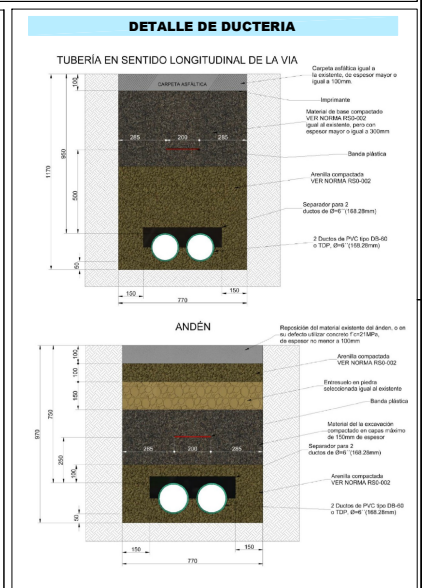 DETALLE DE DUCTERIA
TUBERÍA EN SENTIDO LONGITUDINAL DE LA VIA
Carpeta asfáltica igual a
la existente, de espesor mayor o
igual a 100mm.
100
CARPETA ASFÁLTICA
Imprimante
Material de base compactado
VER NORMA RS0-002
igual al existente, pero con
espesor mayor o igual a 300mm
285
200
285
950
1170
Banda plástica
500
Arenilla compactada
VER NORMA RS0-002
Separador para 2
ductos de Ø=6´´(168.28mm)
2 Ductos de PVC tipo DB-60
o TDP, Ø=6´´(168.28mm)
50
150
150
770
ANDÉN
Reposición del material existente del ánden, o en
su defecto utilizar concreto f´c=21MPa,
de espesor no menor a 100mm
100
Arenilla compactada
VER NORMA RS0-002
100
Entresuelo en piedra
seleccionada igual al existente
150
750
970
Banda plástica
Material del la excavación
compactado en capas máximo
de 150mm de espesor
285
200
285
250
Separador para 2
ductos de Ø=6´´(168.28mm)
100
Arenilla compactada
VER NORMA RS0-002
2 Ductos de PVC tipo DB-60
o TDP, Ø=6´´(168.28mm)
50
150
150
770